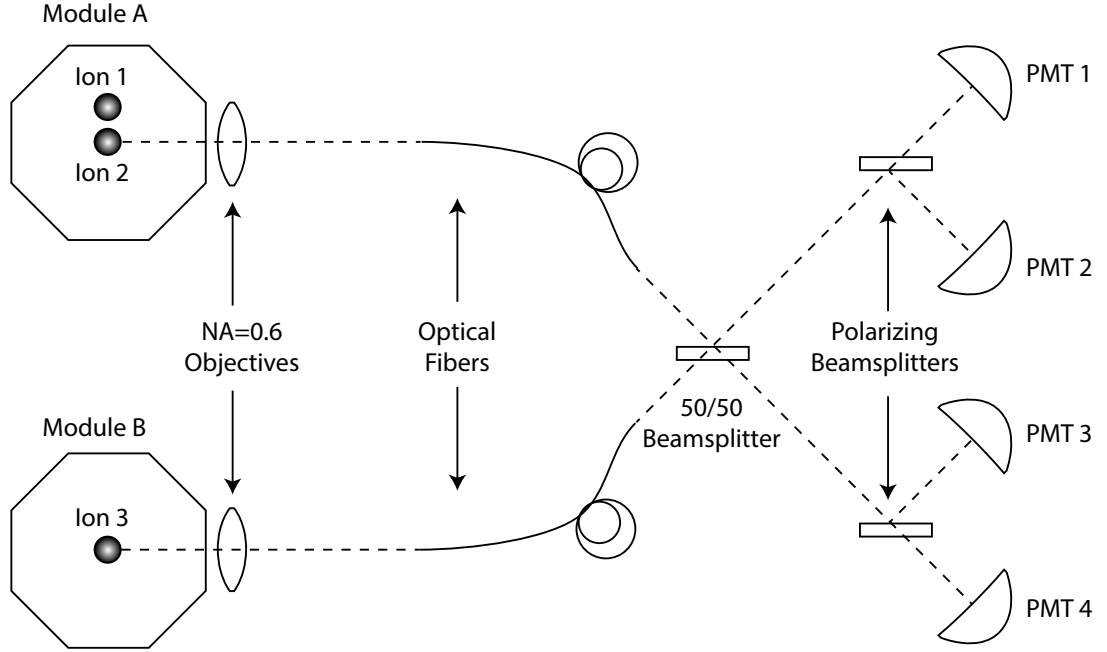 Module A
Ion 1
Ion 2
PMT 1
PMT 2
NA=0.6
Objectives
Optical
Fibers
Polarizing
Beamsplitters
50/50
Beamsplitter
Module B
Ion 3
PMT 3
PMT 4